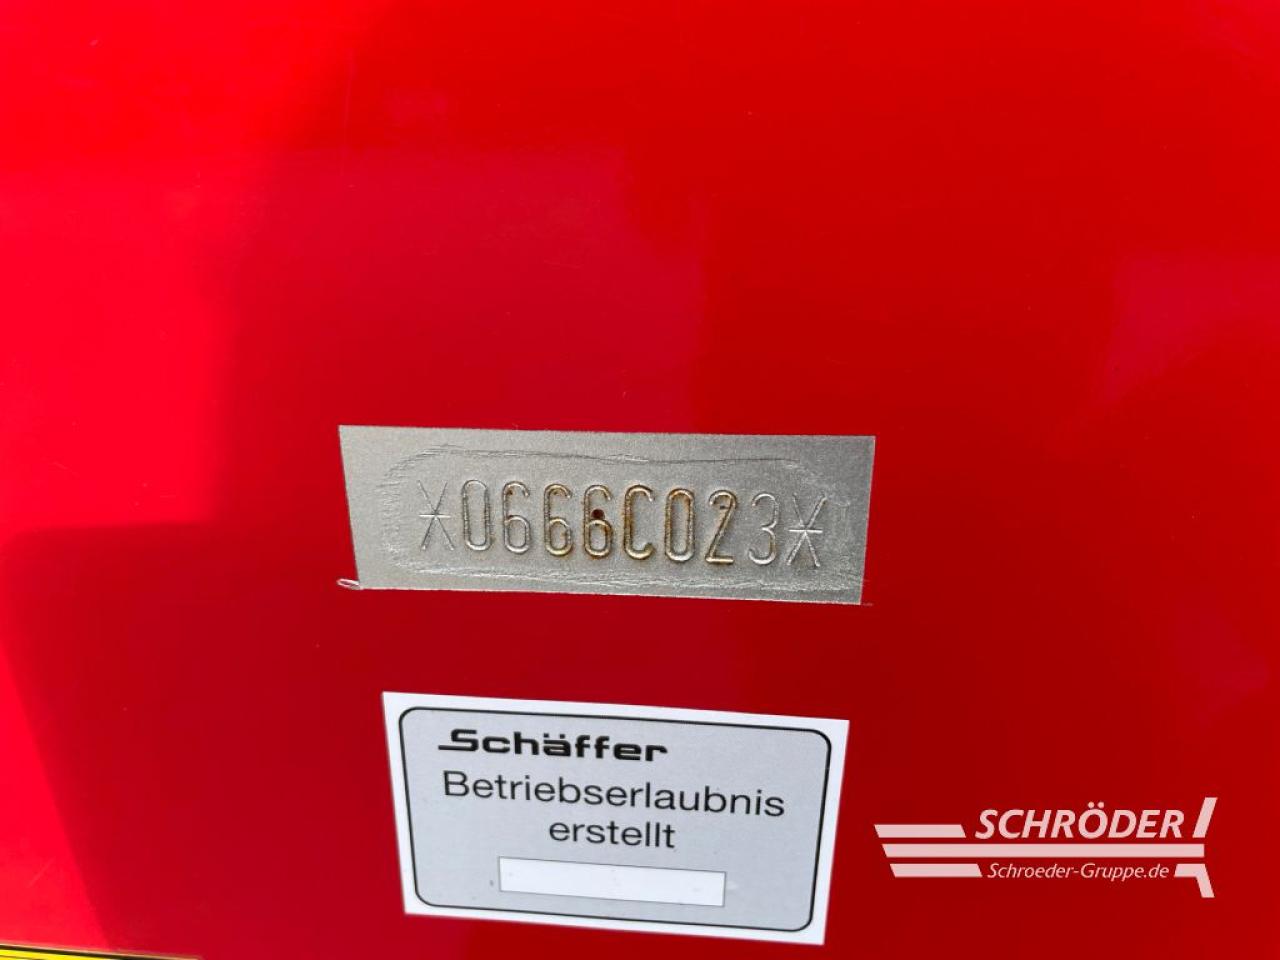 *0666C023*
Schäffer
Betriebserlaubnis
erstellt
SCHRÖDER
Schroeder-Gruppe.de